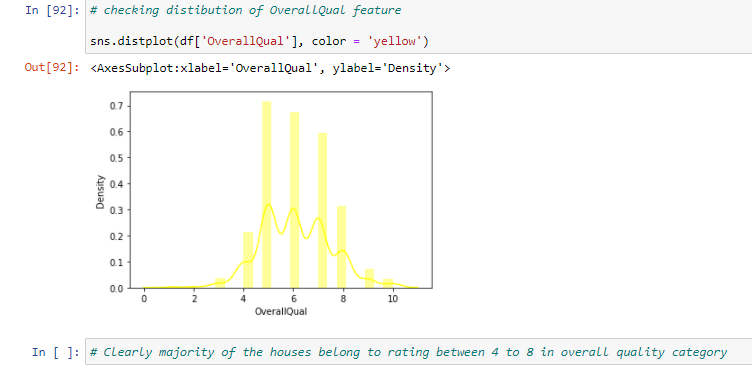 In [92]: # checking distibution of OverallQual feature
sns.distplot(df['OverallQual'], color = 'yellow')
Out[92]: <AxesSubplot:xlabel='OverallQual', ylabel='Density'>
0.7
0.6
0.5
0.4
0.3
0.2
0.1
0.0
Density
0 2 4 6 8 10
OverallQual
In [ ]: # Clearly majority of the houses belong to rating between 4 to 8 in overall quality category